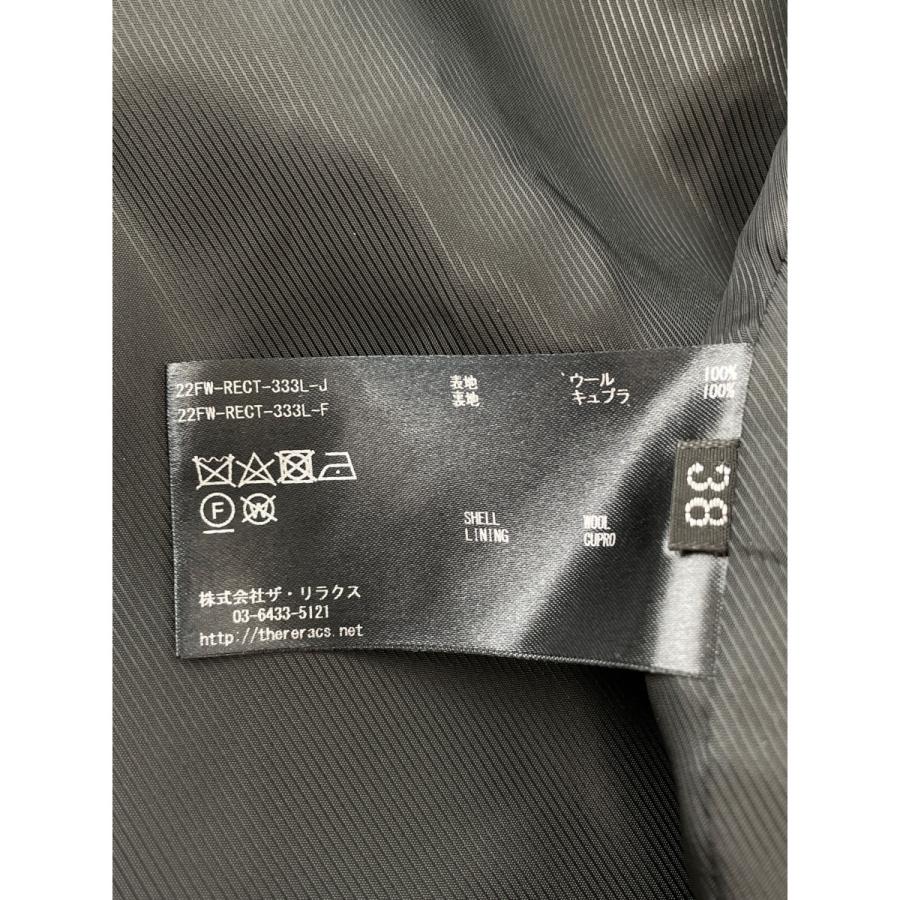 22FW-RECT-333L-J 表地 ウール 100%
22FW-RECT-333L-F 裏地 キュプラ 100%
F W
SHELL WOOL
LINING CUPRO
38
株式会社ザ・リラクス
03-6433-5121
http://thereracs.net